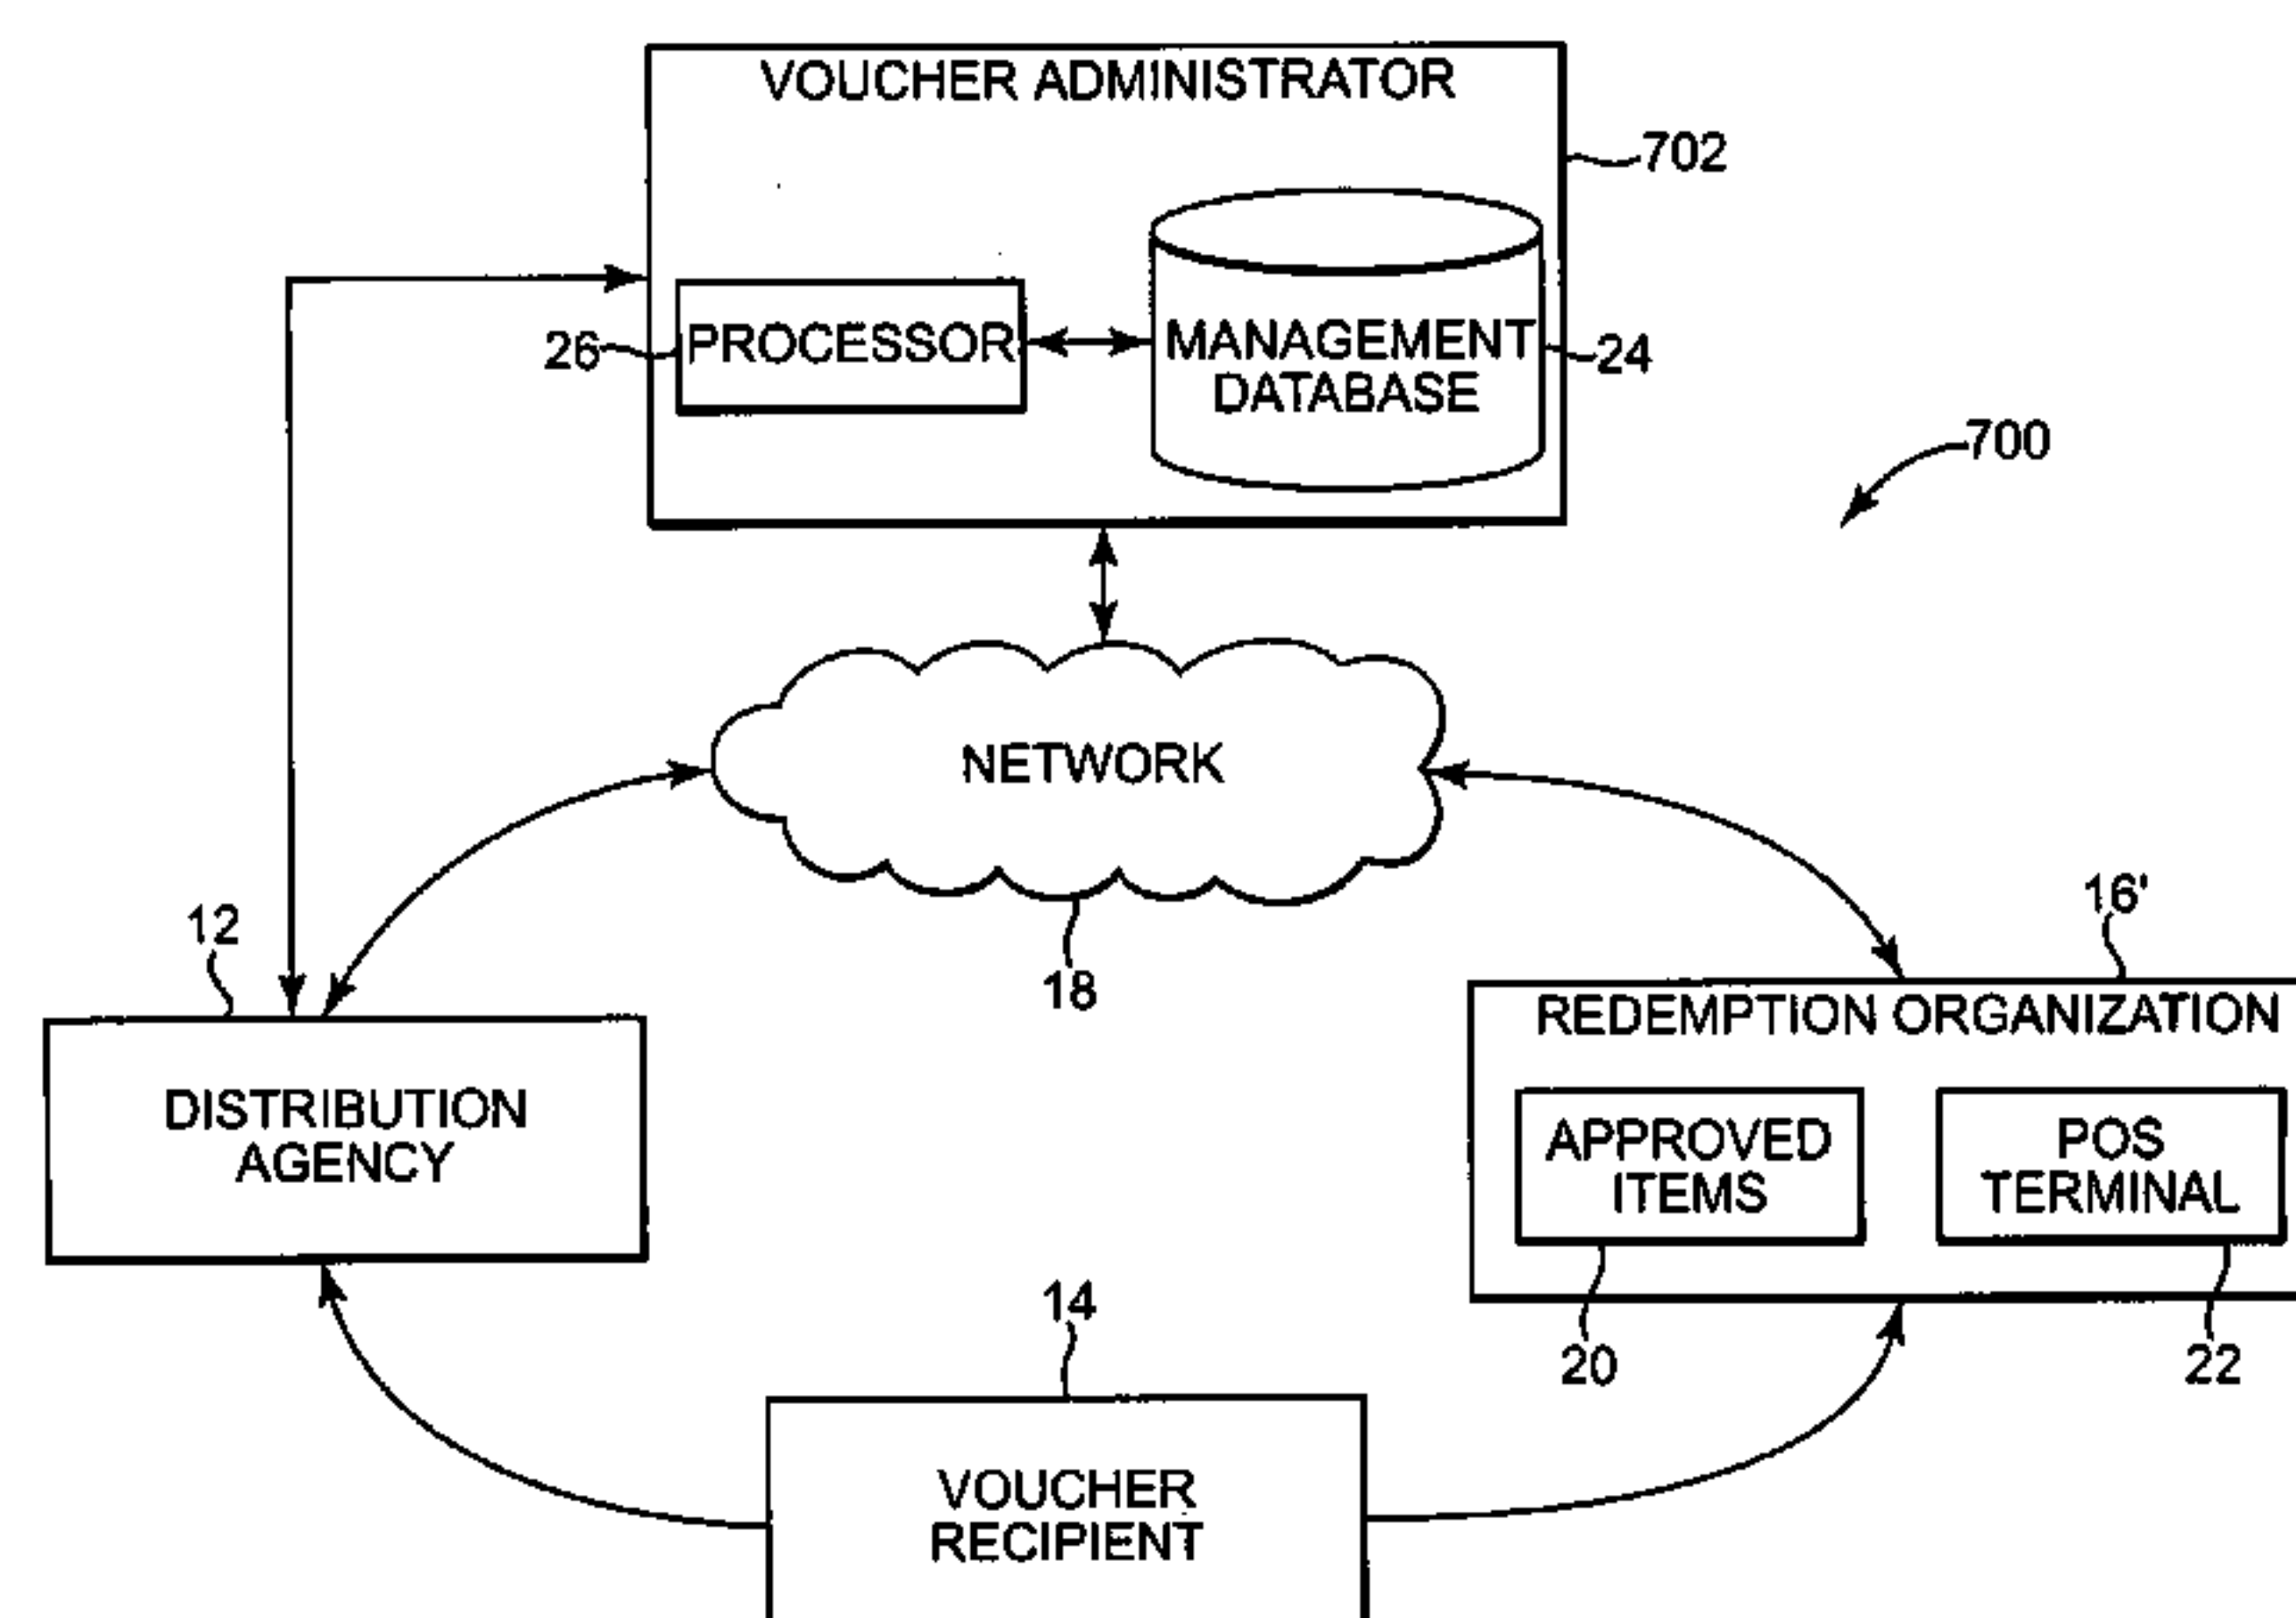 VOUCHER ADMINISTRATOR
702
PROCESSOR
26
MANAGEMENT
DATABASE
24
700
NETWORK
18
12
DISTRIBUTION
AGENCY
16'
REDEMPTION ORGANIZATION
APPROVED
ITEMS
POS
TERMINAL
20
22
14
VOUCHER
RECIPIENT